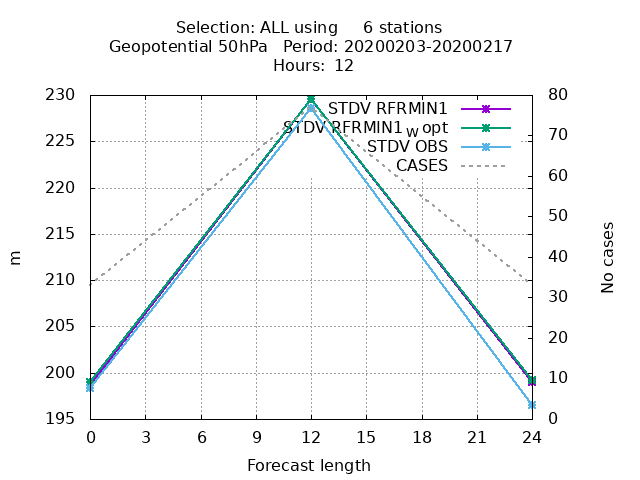 Selection: ALL using     6 stations
Geopotential 50hPa   Period: 20200203-20200217
Hours: 12
230
225
220
215
210
205
200
195
m
80
70
60
50
40
30
20
10
0
No cases
STDV RFRMIN1
STDV RFRMIN1 w opt
STDV OBS
CASES
0 3 6 9 12 15 18 21 24
Forecast length